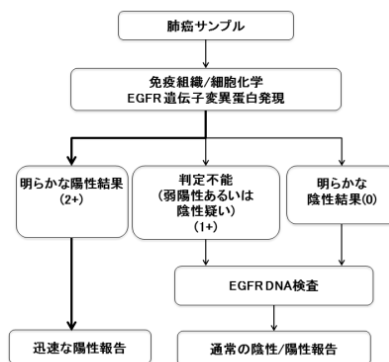 肺癌サンプル
免疫組織/細胞化学
EGFR遺伝子変異蛋白発現
明らかな陽性結果
(2+)
判定不能
(弱陽性あるいは
陰性疑い)
(1+)
明らかな
陰性結果(0)
EGFR DNA検査
迅速な陽性報告
通常の陰性/陽性報告